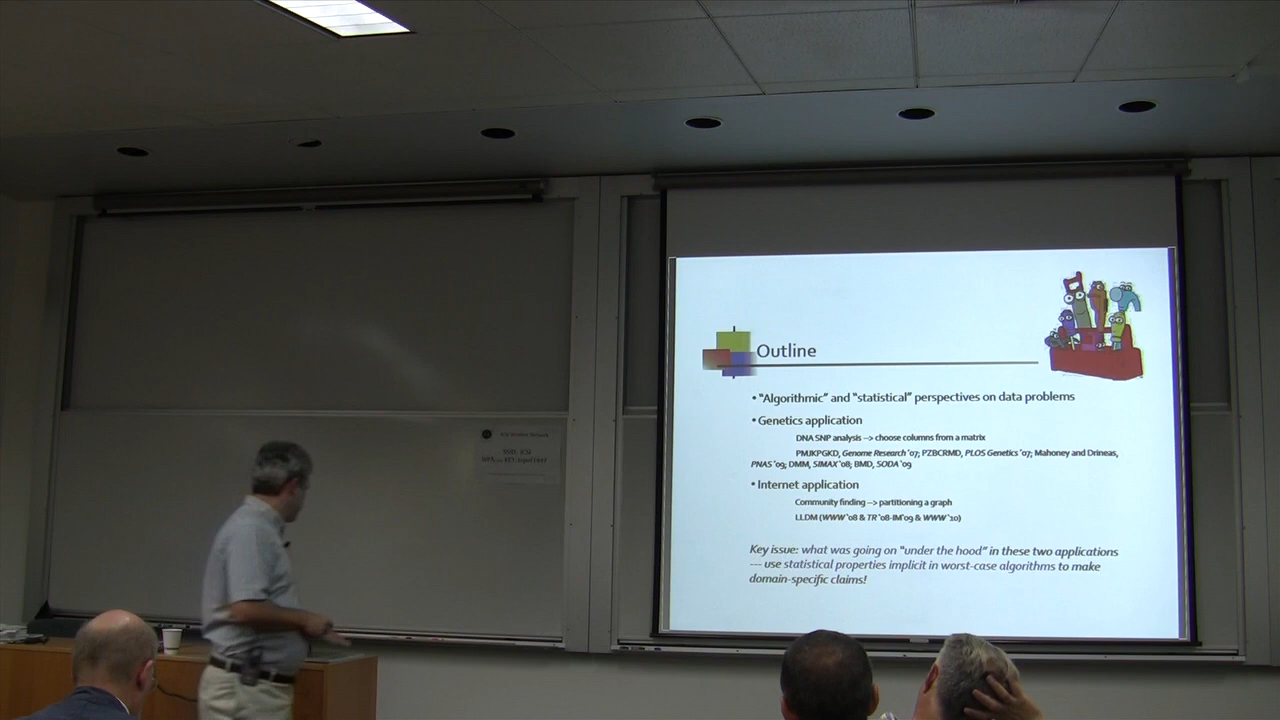 Outline
• "Algorithmic" and "statistical" perspectives on data problems
• Genetics application
DNA SNP analysis --> choose columns from a matrix
PMJKPGKD, Genome Research '07; PZBCRMD, PLOS Genetics '07; Mahoney and Drineas,
PNAS '09; DMM, SIMAX '08; BMD, SODA '09
• Internet application
Community finding --> partitioning a graph
LLDM (WWW '08 & TR '08-IM'09 & WWW '10)
Key issue: what was going on "under the hood" in these two applications
--- use statistical properties implicit in worst-case algorithms to make
domain-specific claims!